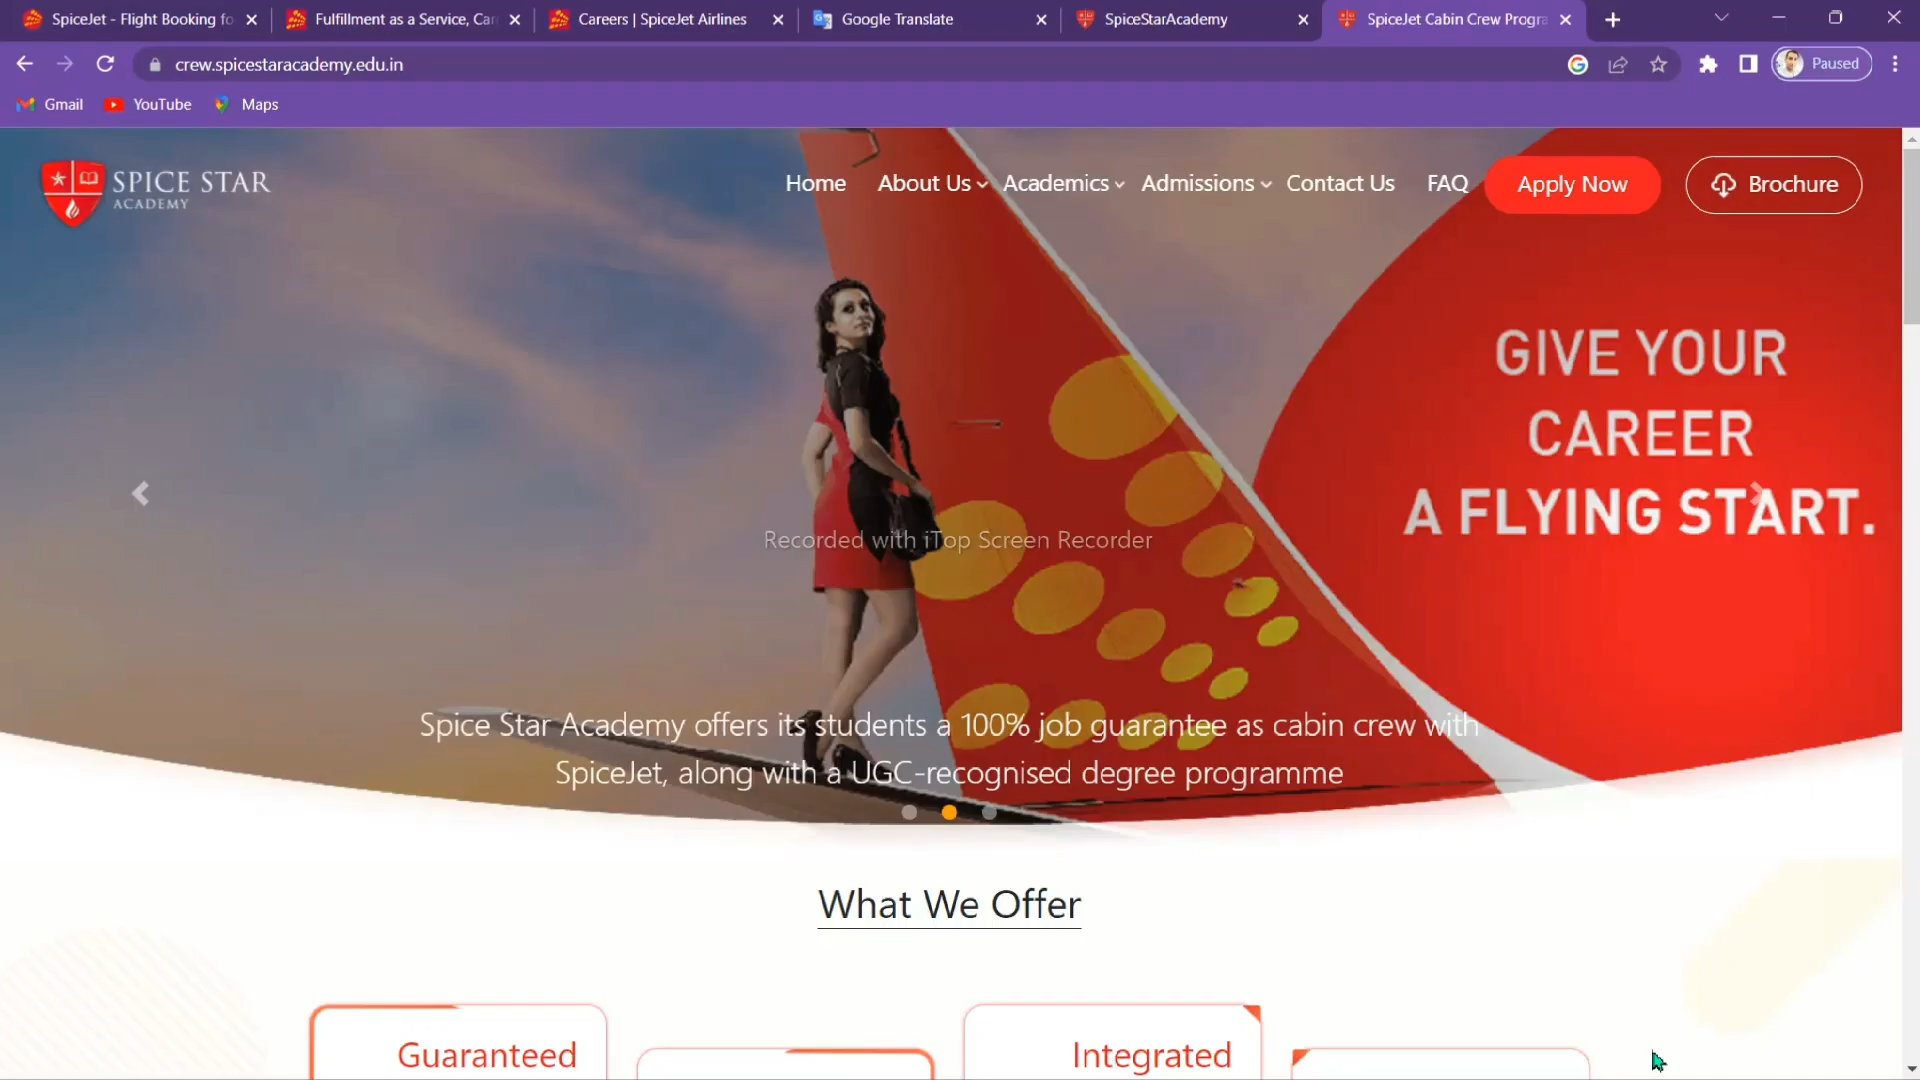 SpiceJet - Flight Booking fo
Fulfillment as a Service, Car
Careers | SpiceJet Airlines
Google Translate
SpiceStarAcademy
SpiceJet Cabin Crew Progra
crew.spicestaracademy.edu.in
Paused
Gmail
YouTube
Maps
SPICE STAR
ACADEMY
Home
About Us
Academics
Admissions
Contact Us
FAQ
Apply Now
Brochure
GIVE YOUR
CAREER
A FLYING START.
Recorded with iTop Screen Recorder
Spice Star Academy offers its students a 100% job guarantee as cabin crew with
SpiceJet, along with a UGC-recognised degree programme
What We Offer
Guaranteed
Integrated